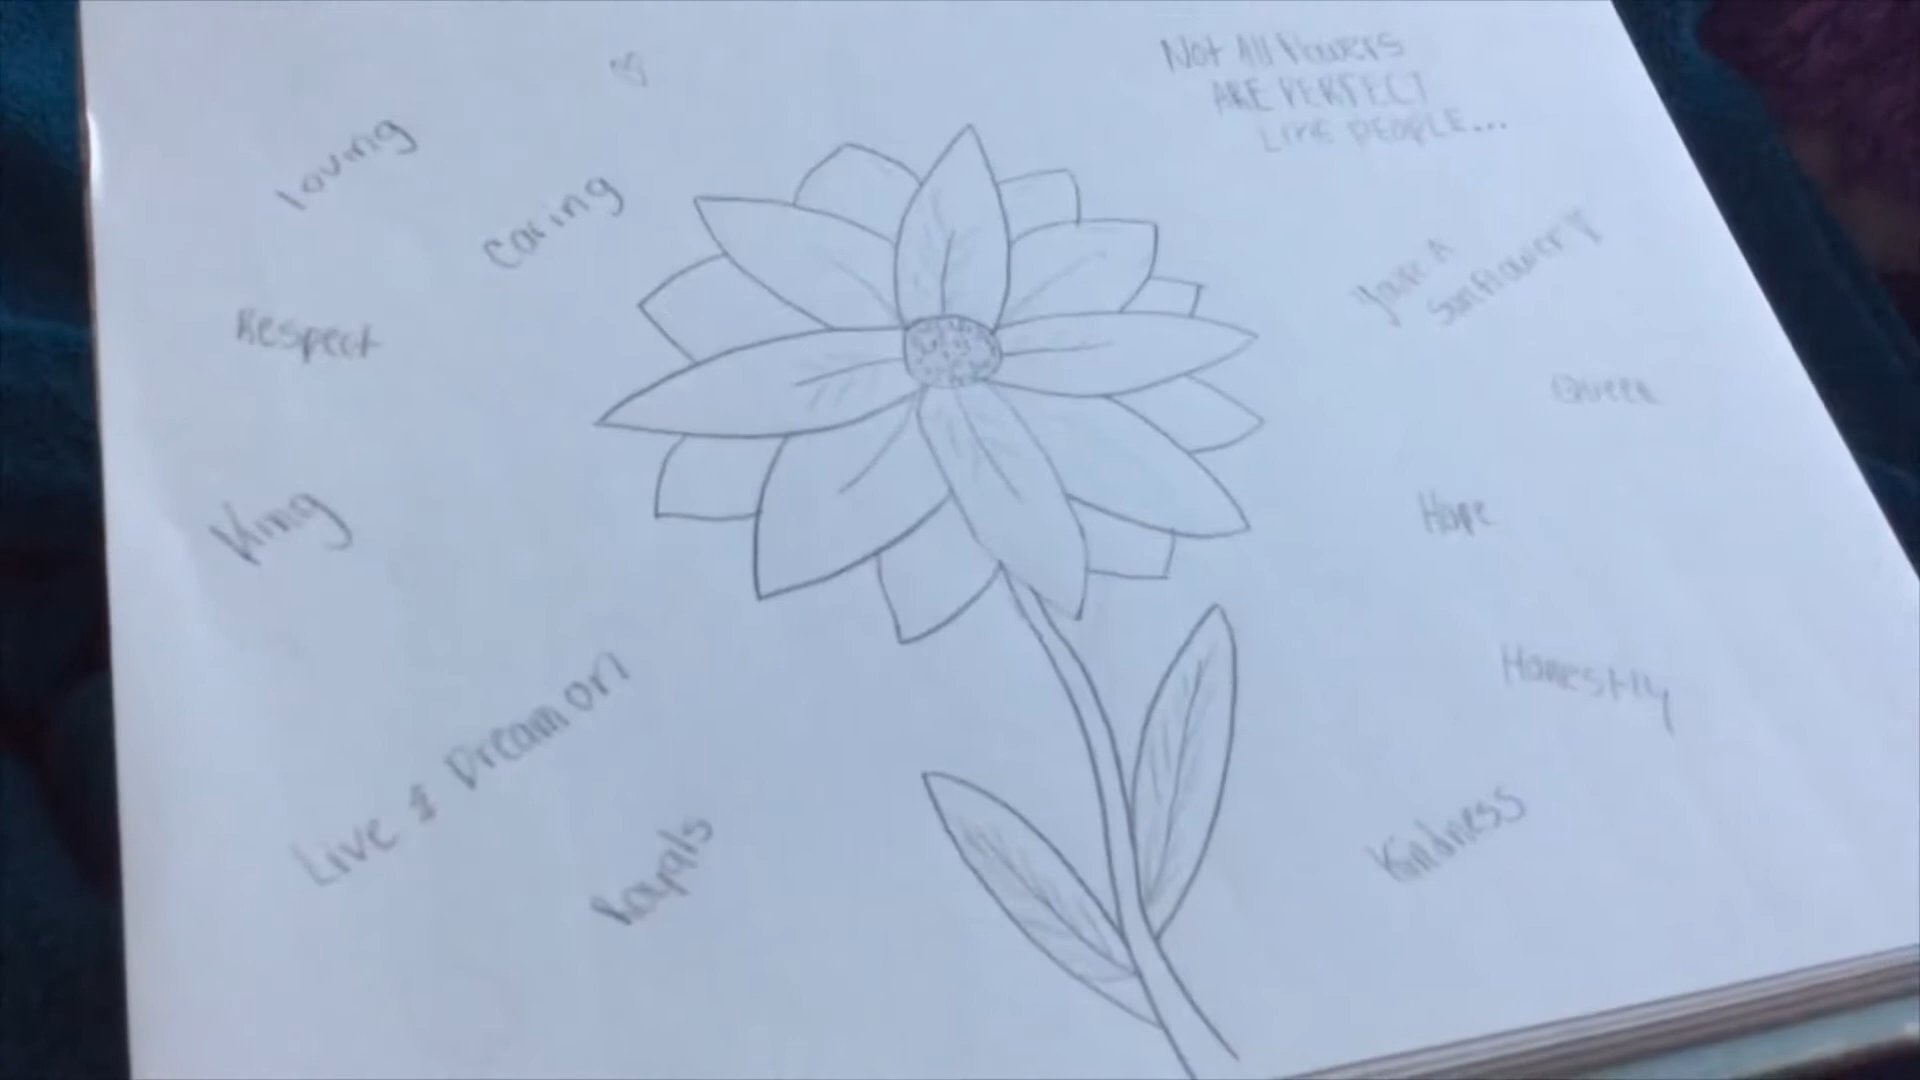 Not All Flowers
ARE PERFECT
LIKE PEOPLE...
loving
Caring
Respect
King
Live & Dream on
Royals
Your A
Sunflower
Queen
Hope
Honestly
Kindness